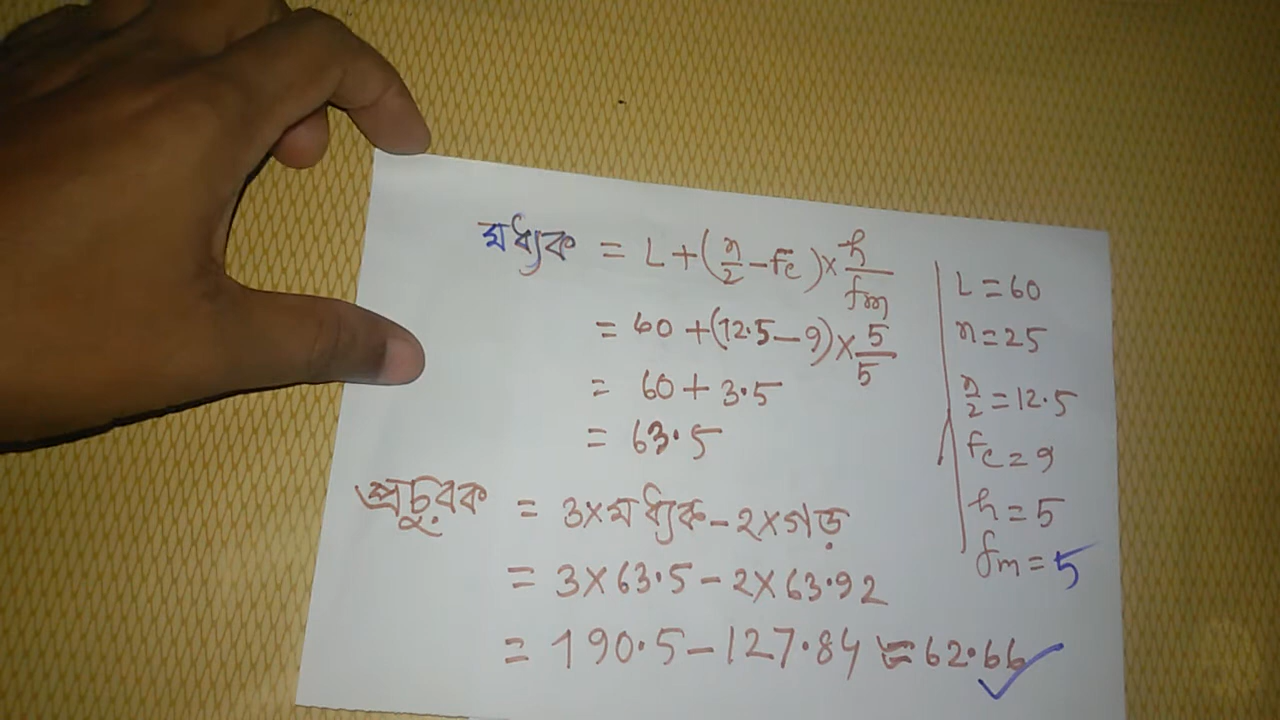 মধ্যক = L + (n/2 - Fc) × h/fm
= 60 + (12.5 - 9) × 5/5
= 60 + 3.5
= 63.5
প্রচুরক = 3×মধ্যক - 2×গড়
= 3×63.5 - 2×63.92
= 190.5 - 127.84 = 62.66
L = 60
n = 25
n/2 = 12.5
Fc = 9
h = 5
fm = 5